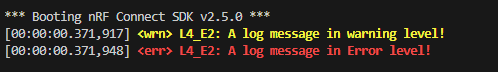 *** Booting nRF Connect SDK v2.5.0 ***
[00:00:00.371,917] <wrn> L4_E2: A log message in warning level!
[00:00:00.371,948] <err> L4_E2: A log message in Error level!